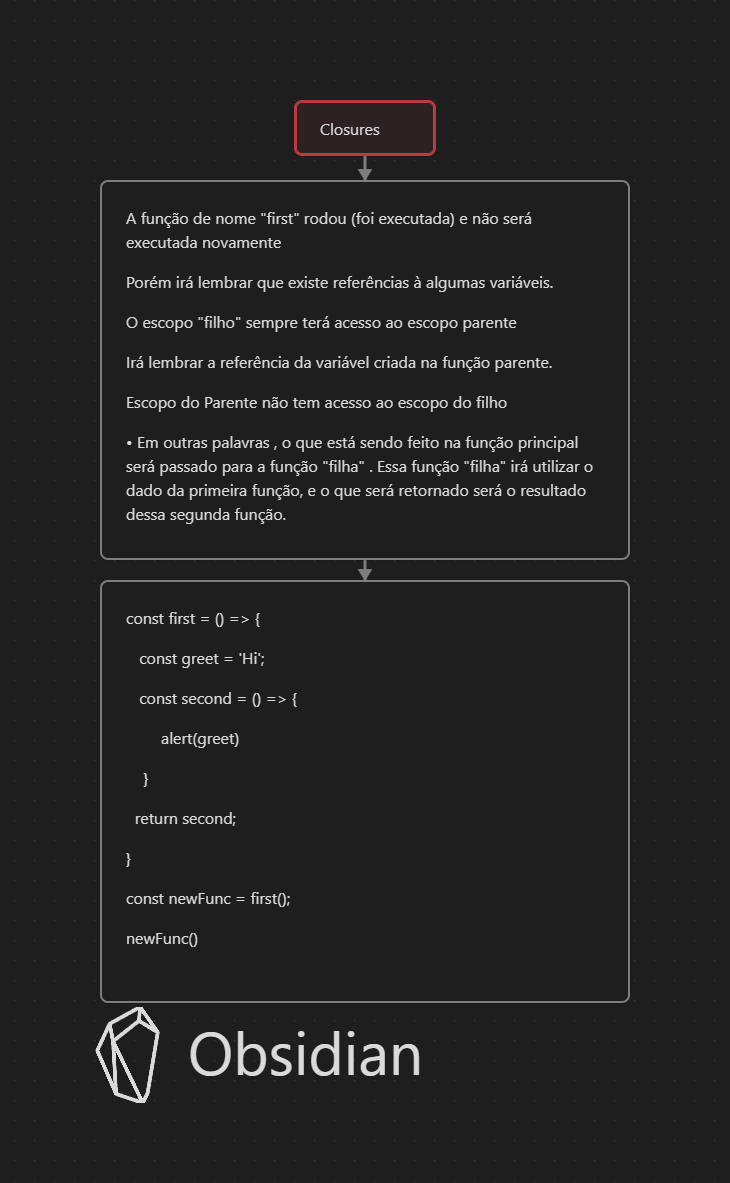 Closures
A função de nome "first" rodou (foi executada) e não será
executada novamente
Porém irá lembrar que existe referências à algumas variáveis.
O escopo "filho" sempre terá acesso ao escopo parente
Irá lembrar a referência da variável criada na função parente.
Escopo do Parente não tem acesso ao escopo do filho
• Em outras palavras , o que está sendo feito na função principal
será passado para a função "filha" . Essa função "filha" irá utilizar o
dado da primeira função, e o que será retornado será o resultado
dessa segunda função.
const first = () => {
const greet = 'Hi';
const second = () => {
alert(greet)
}
return second;
}
const newFunc = first();
newFunc()
Obsidian